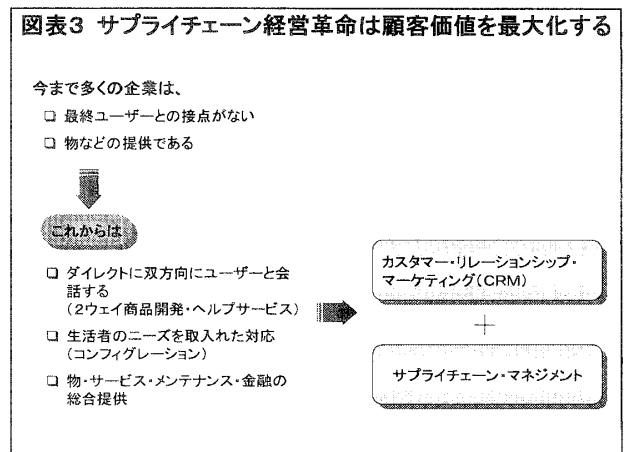 図表3 サプライチェーン経営革命は顧客価値を最大化する
今まで多くの企業は、
❑ 最終ユーザーとの接点がない
❑ 物などの提供である
これからは
❑ ダイレクトに双方向にユーザーと会
話する
(2ウェイ商品開発・ヘルプサービス)
❑ 生活者のニーズを取入れた対応
(コンフィグレーション)
❑ 物・サービス・メンテナンス・金融の
総合提供
カスタマー・リレーションシップ・
マーケティング(CRM)
+
サプライチェーン・マネジメント